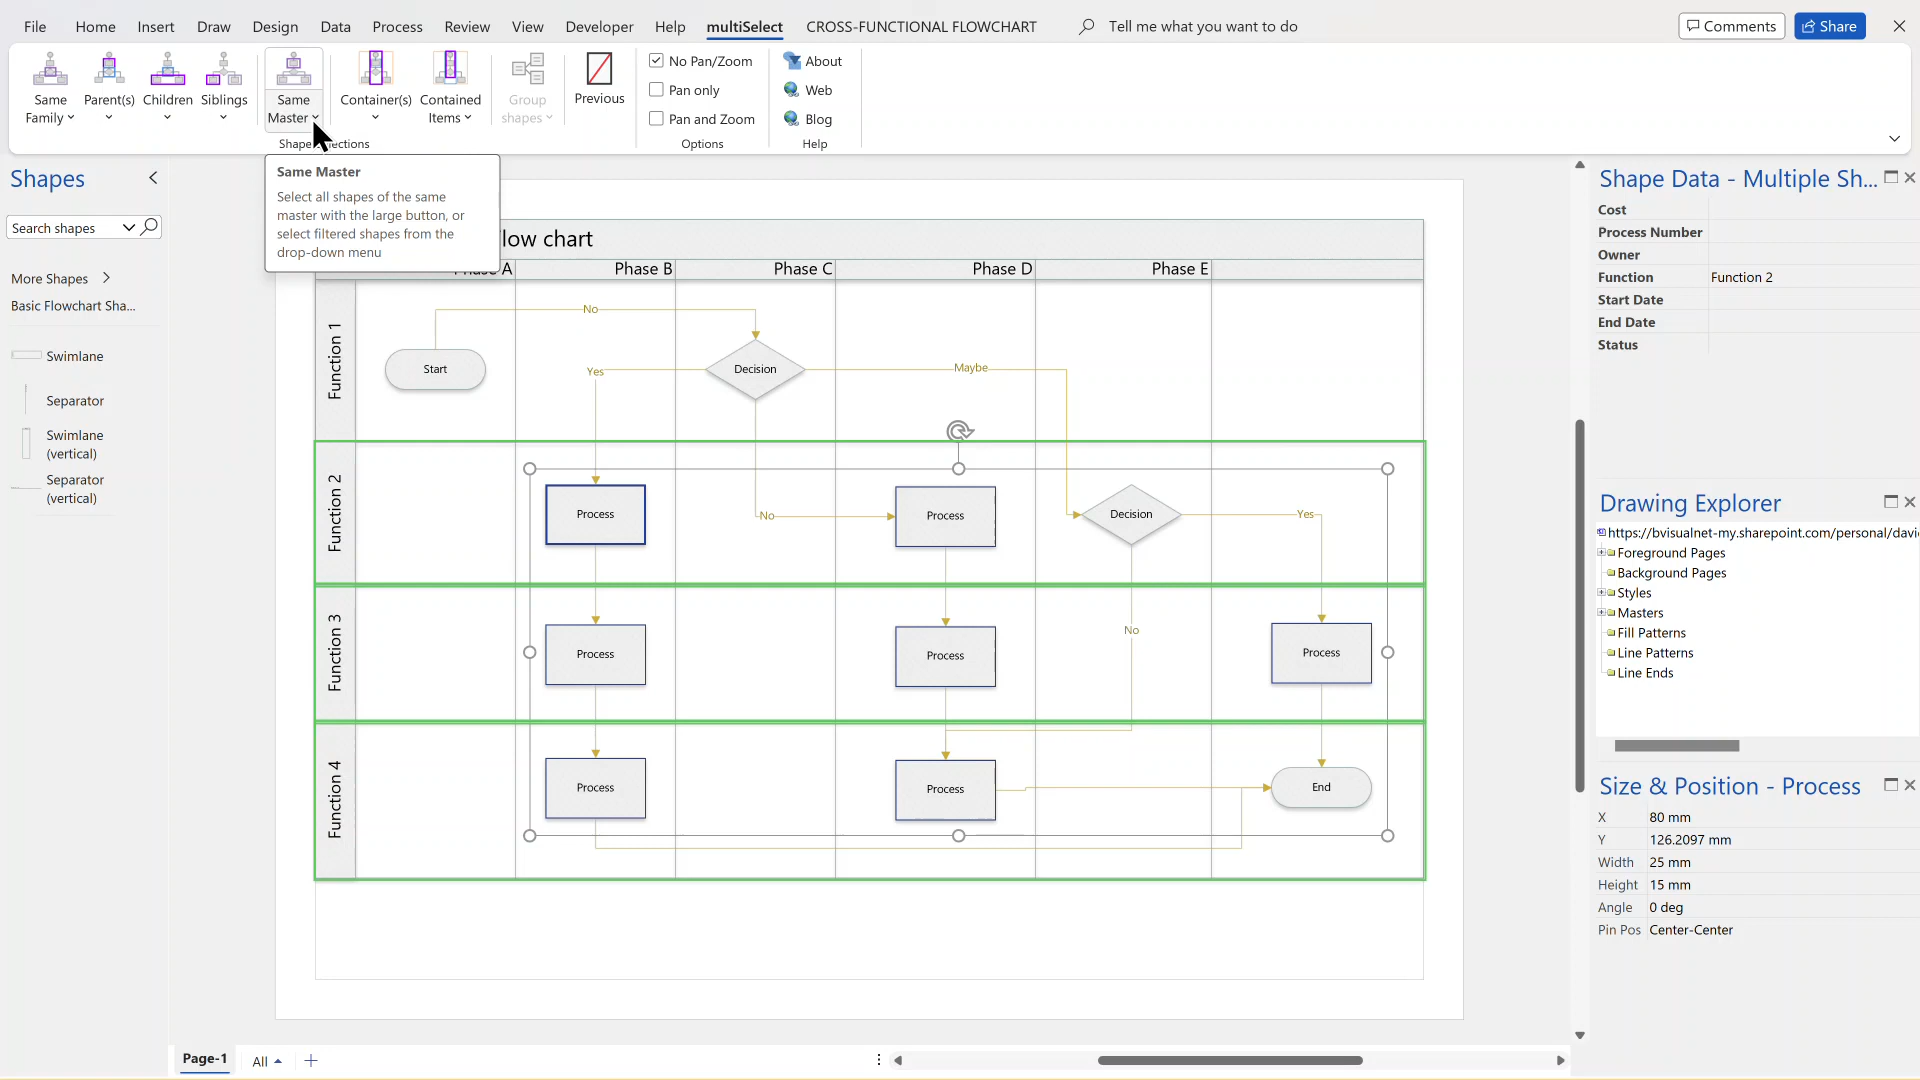 File Home Insert Draw Design Data Process Review View Developer Help multiSelect CROSS-FUNCTIONAL FLOWCHART Tell me what you want to do Comments Share
Same Family
Parent(s)
Children
Siblings
Same Master
Container(s)
Contained Items
Group shapes
Previous
No Pan/Zoom
Pan only
Pan and Zoom
Options
About
Web
Blog
Help
Same Master
Select all shapes of the same
master with the large button, or
select filtered shapes from the
drop-down menu
Shapes
Search shapes
More Shapes
Basic Flowchart Sha...
Swimlane
Separator
Swimlane
(vertical)
Separator
(vertical)
low chart
Phase B Phase C Phase D Phase E
Function 1
No
Start
Yes
Decision
Maybe
Function 2
Process
No
Process
Decision
Yes
Function 3
Process
Process
No
Process
Function 4
Process
Process
End
Shape Data - Multiple Sh...
Cost
Process Number
Owner
Function Function 2
Start Date
End Date
Status
Drawing Explorer
https://bvisualnet-my.sharepoint.com/personal/davi
Foreground Pages
Background Pages
Styles
Masters
Fill Patterns
Line Patterns
Line Ends
Size & Position - Process
X 80 mm
Y 126.2097 mm
Width 25 mm
Height 15 mm
Angle 0 deg
Pin Pos Center-Center
Page-1 All